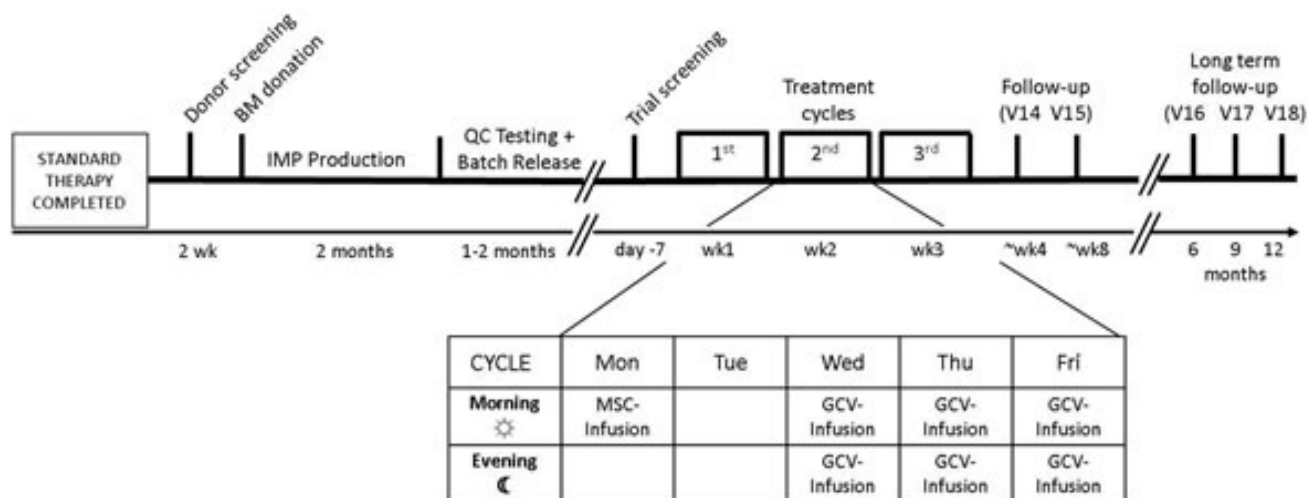 Donor screening
BM donation
Trial screening
Treatment
cycles
Follow-up
(V14 V15)
Long term
follow-up
(V16 V17 V18)
STANDARD
THERAPY
COMPLETED
IMP Production
QC Testing +
Batch Release
1st
2nd
3rd
2 wk
2 months
1-2 months
day -7
wk1
wk2
wk3
~wk4
~wk8
6 9 12
months
CYCLE Mon Tue Wed Thu Fri
Morning MSC- GCV- GCV- GCV-
Infusion Infusion Infusion Infusion
Evening GCV- GCV- GCV-
Infusion Infusion Infusion